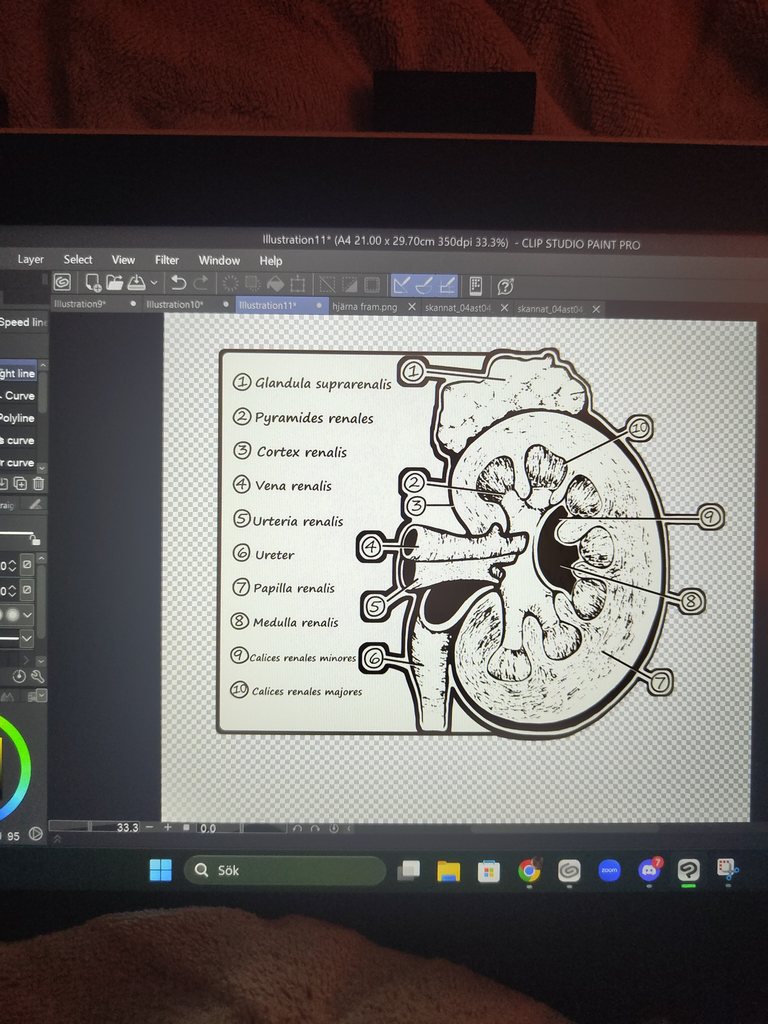 Illustration11* (A4 21.00 x 29.70cm 350dpi 33.3%) - CLIP STUDIO PAINT PRO
Layer Select View Filter Window Help
Illustration9* Illustration10* Illustration11* hjärna fram.png skannat_04ast04 skannat_04ast04
Speed line
ght line
Curve
Polyline
s curve
r curve
1 Glandula suprarenalis
2 Pyramides renales
3 Cortex renalis
4 Vena renalis
5 Urteria renalis
6 Ureter
7 Papilla renalis
8 Medulla renalis
9 Calices renales minores
10 Calices renales majores
1
10
2
3
9
4
5
8
6
7
95
33.3 0.0
Sök
zoom
7